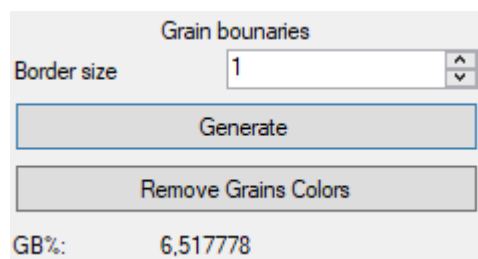 Grain bounaries
Border size 1
Generate
Remove Grains Colors
GB%: 6,517778